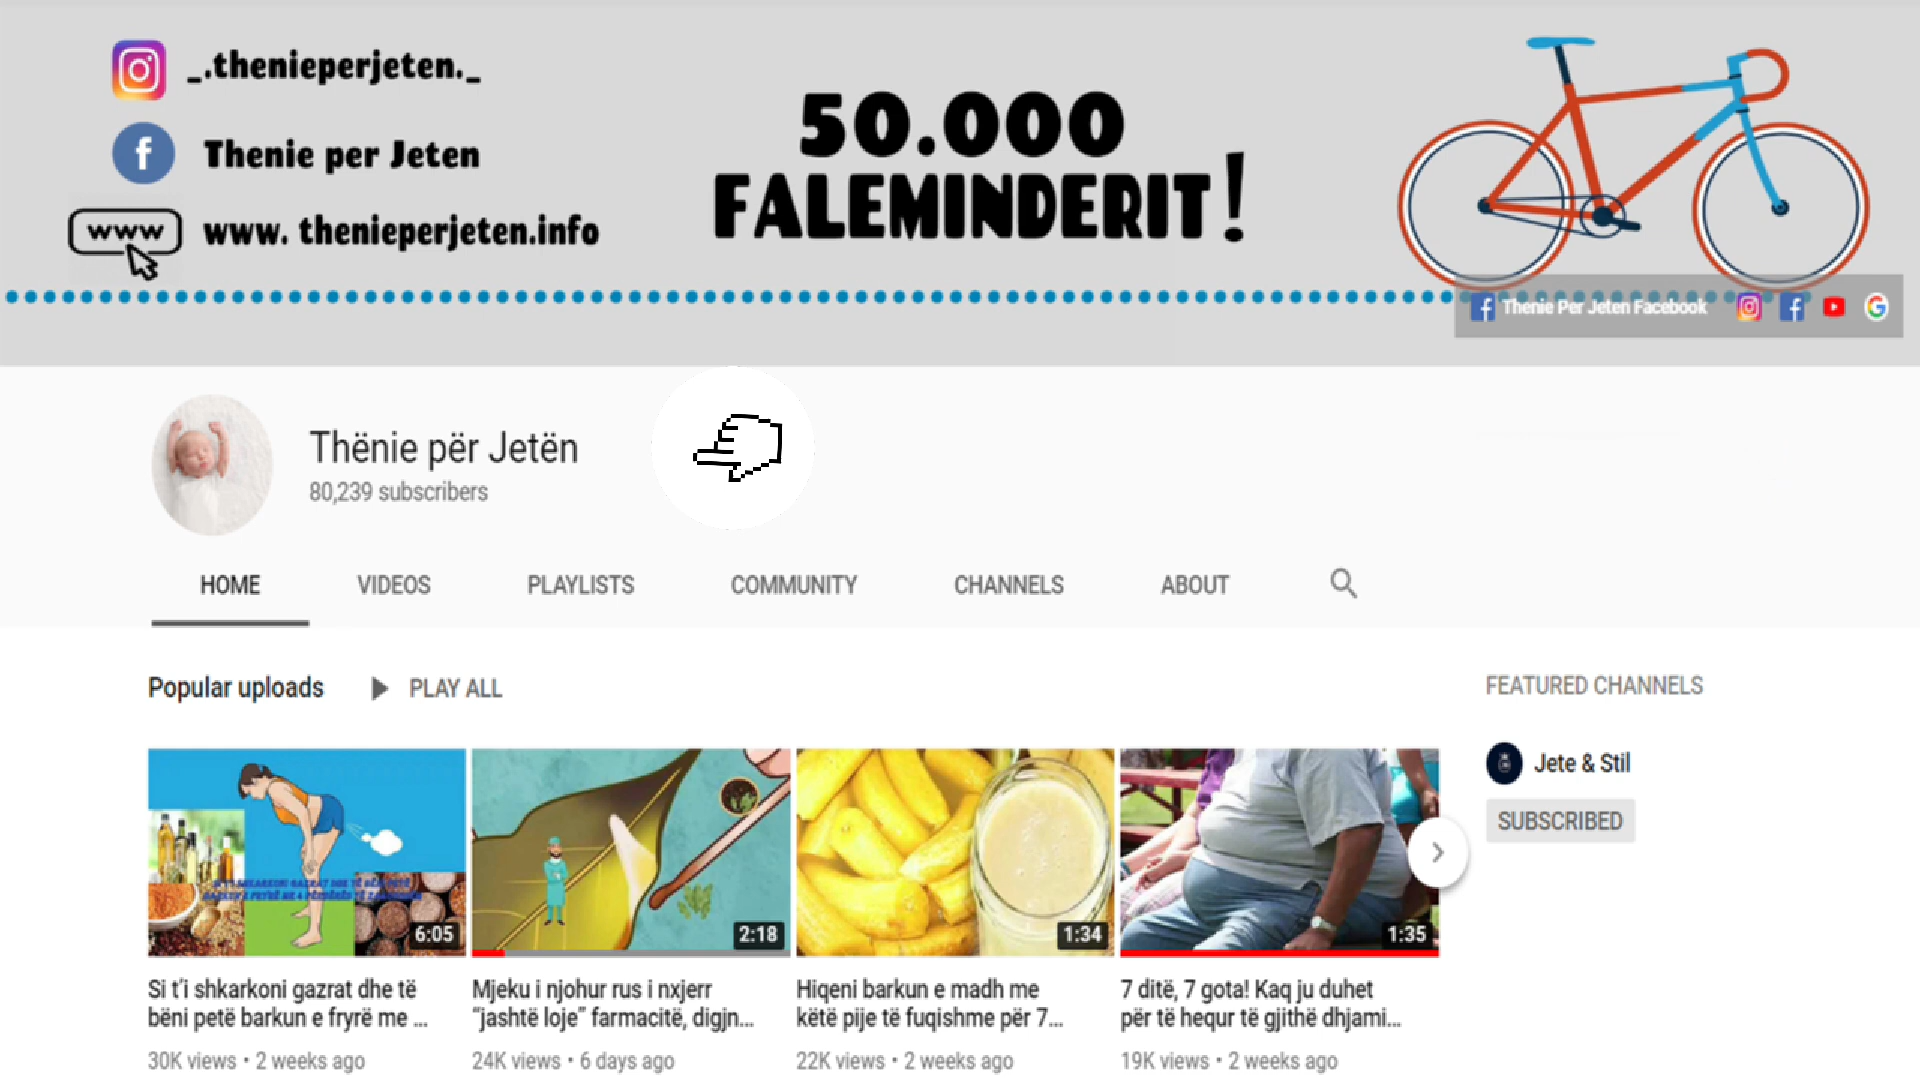 _.thenieperjeten._
Thenie per Jeten
www
www. thenieperjeten.info
50.000
FALEMINDERIT!
Thenie Per Jeten Facebook
Thënie për Jetën
80,239 subscribers
HOME VIDEOS PLAYLISTS COMMUNITY CHANNELS ABOUT
Popular uploads PLAY ALL
FEATURED CHANNELS
Jete & Stil
SUBSCRIBED
6:05
2:18
1:34
1:35
Si t'i shkarkoni gazrat dhe të
bëni petë barkun e fryrë me ...
30K views • 2 weeks ago
Mjeku i njohur rus i nxjerr
“jashtë loje” farmacitë, digjn...
24K views • 6 days ago
Hiqeni barkun e madh me
këtë pije të fuqishme për 7...
22K views • 2 weeks ago
7 ditë, 7 gota! Kaq ju duhet
për të hequr të gjithë dhjami...
19K views • 2 weeks ago